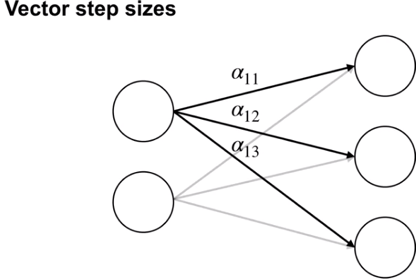 Vector step sizes
α₁₁
α₁₂
α₁₃